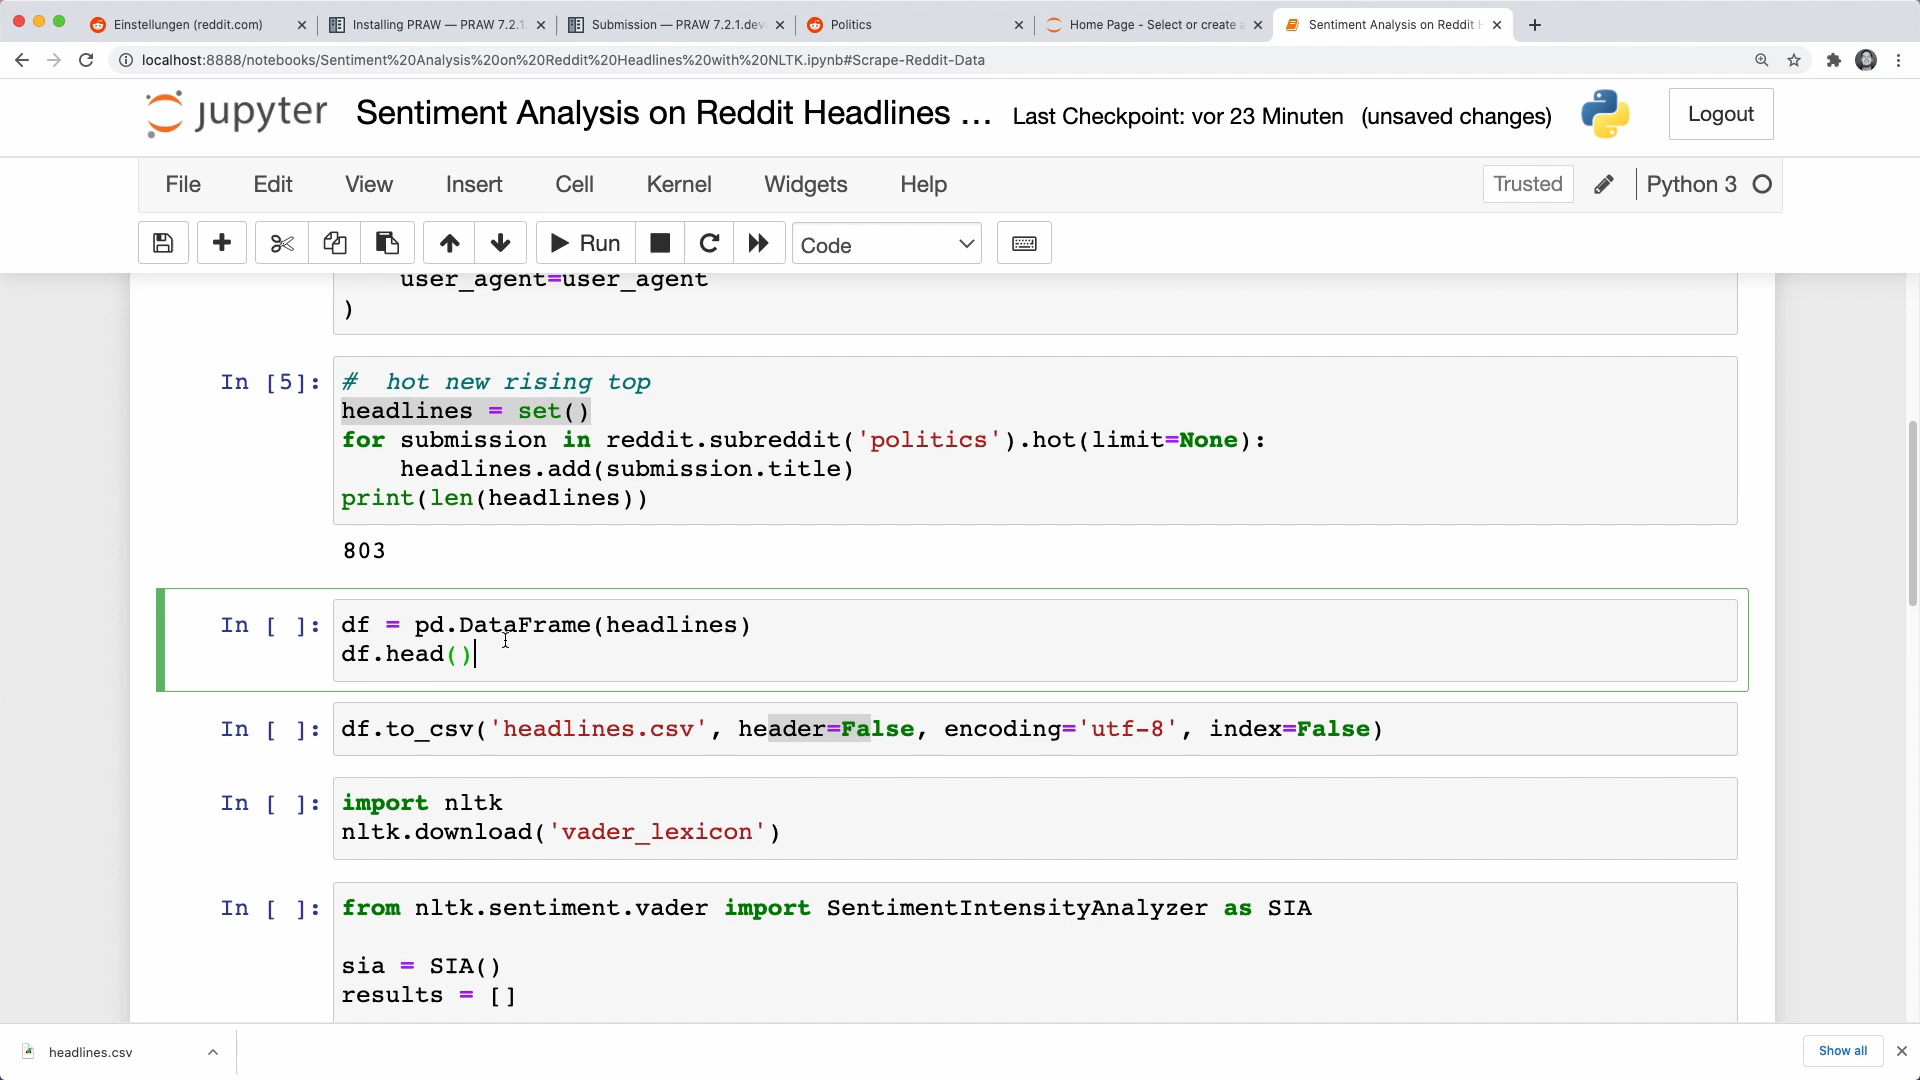 Einstellungen (reddit.com)
Installing PRAW — PRAW 7.2.1.
Submission — PRAW 7.2.1.dev
Politics
Home Page - Select or create a
Sentiment Analysis on Reddit H
localhost:8888/notebooks/Sentiment%20Analysis%20on%20Reddit%20Headlines%20with%20NLTK.ipynb#Scrape-Reddit-Data
jupyter Sentiment Analysis on Reddit Headlines ... Last Checkpoint: vor 23 Minuten (unsaved changes) Logout
File Edit View Insert Cell Kernel Widgets Help Trusted Python 3
Run Code
user_agent=user_agent
)
In [5]: # hot new rising top
headlines = set()
for submission in reddit.subreddit('politics').hot(limit=None):
headlines.add(submission.title)
print(len(headlines))
803
In [ ]: df = pd.DataFrame(headlines)
df.head()
In [ ]: df.to_csv('headlines.csv', header=False, encoding='utf-8', index=False)
In [ ]: import nltk
nltk.download('vader_lexicon')
In [ ]: from nltk.sentiment.vader import SentimentIntensityAnalyzer as SIA
sia = SIA()
results = []
headlines.csv
Show all